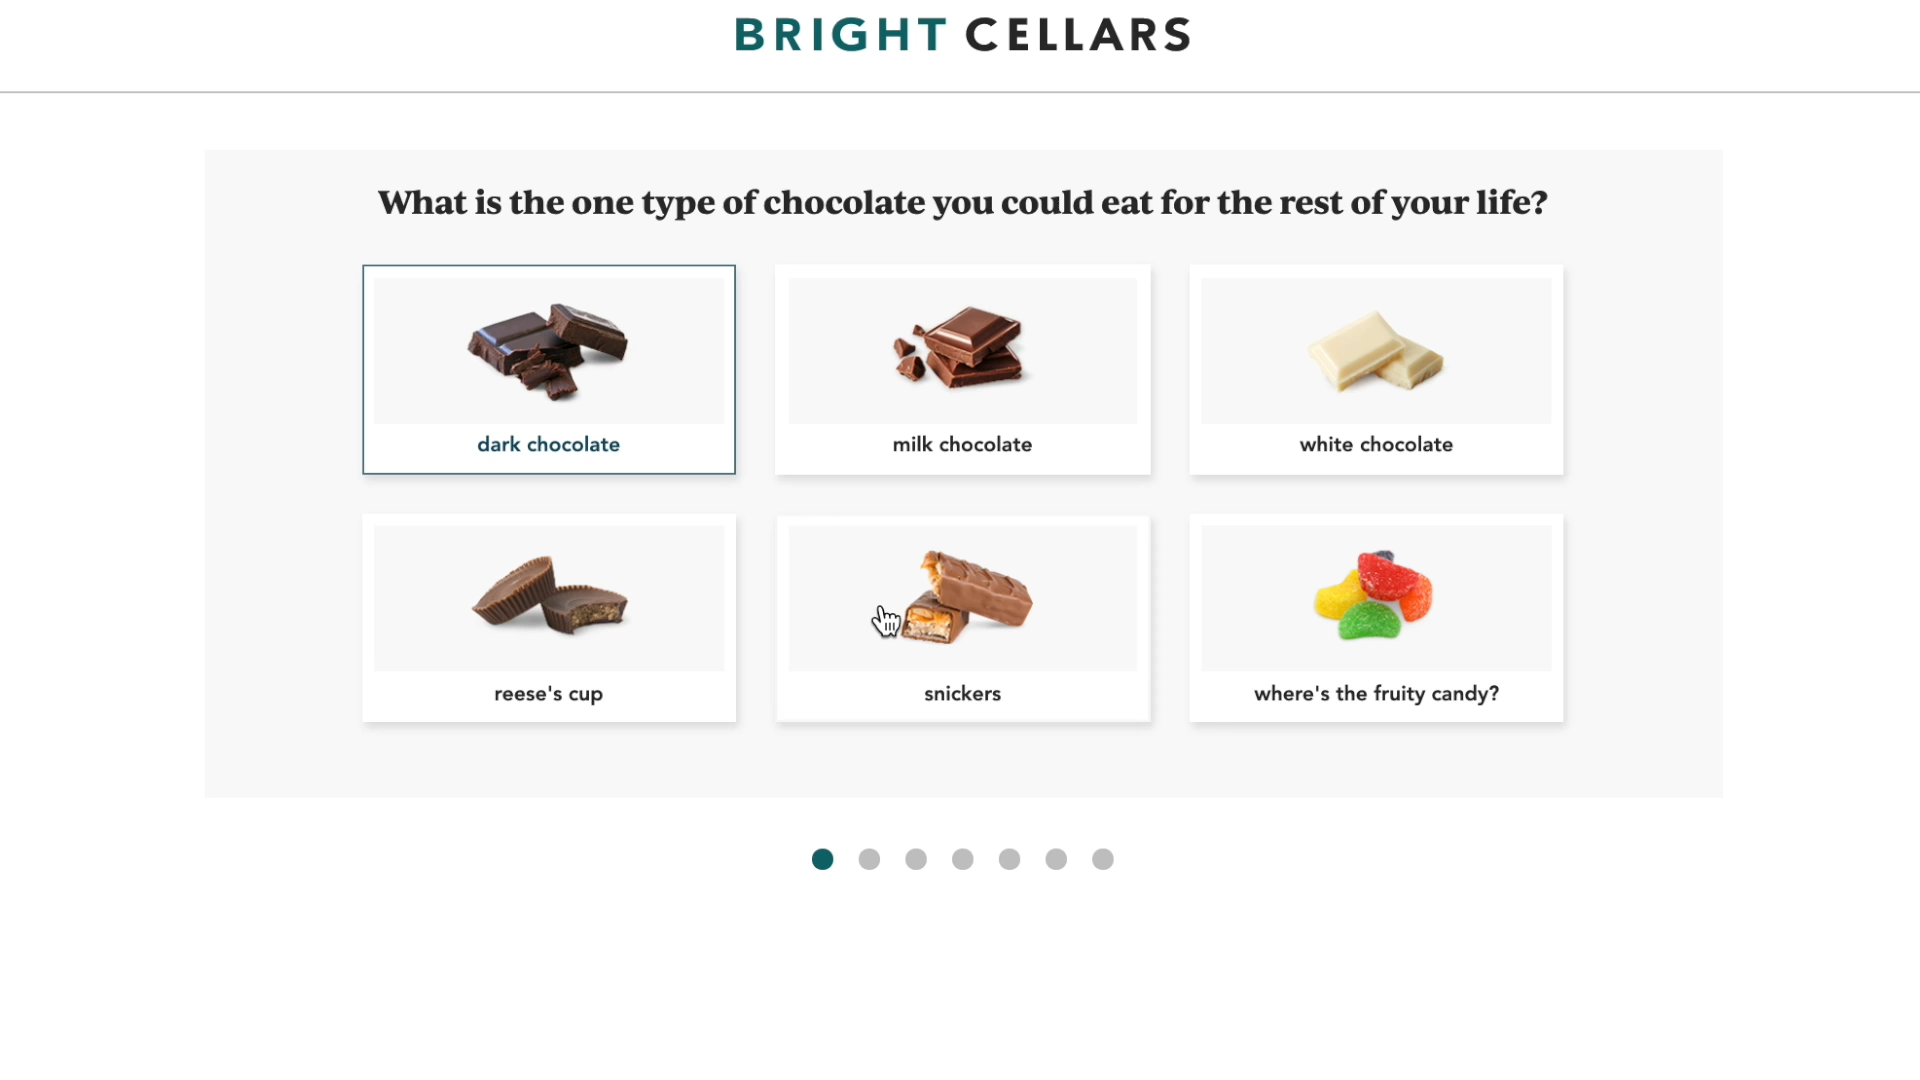 BRIGHT CELLARS
What is the one type of chocolate you could eat for the rest of your life?
dark chocolate
milk chocolate
white chocolate
reese's cup
snickers
where's the fruity candy?